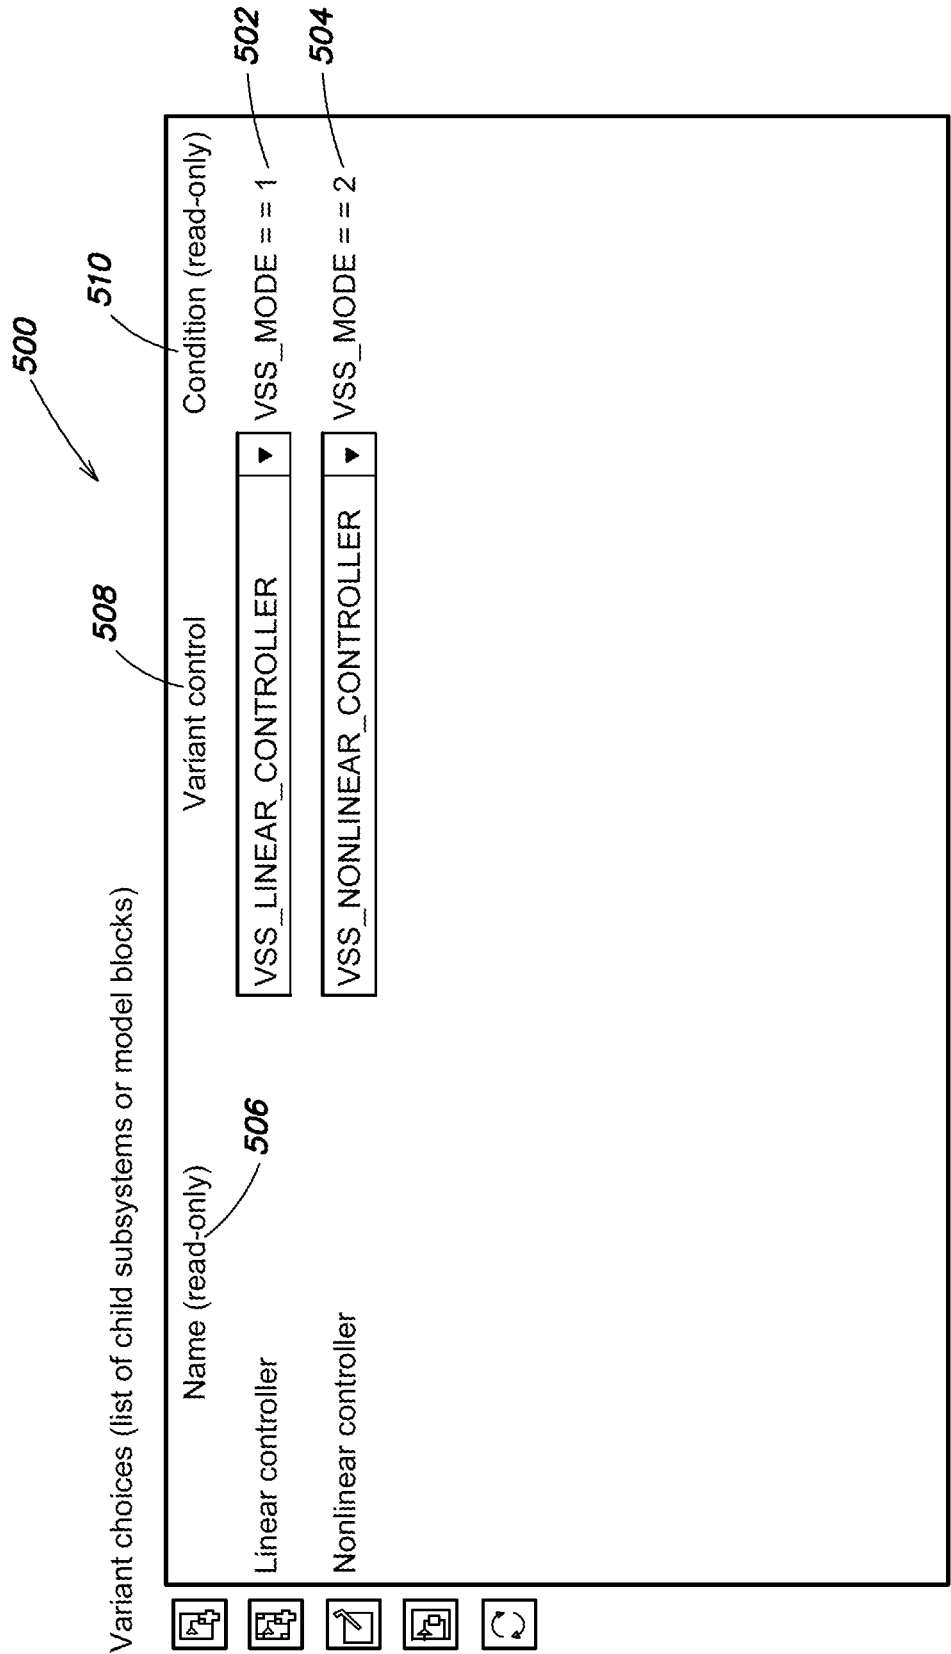 500
Variant choices (list of child subsystems or model blocks)
506
508
510
Name (read-only) Variant control Condition (read-only)
Linear controller VSS_LINEAR_CONTROLLER ▼ VSS_MODE = = 1 502
Nonlinear controller VSS_NONLINEAR_CONTROLLER ▼ VSS_MODE = = 2 504